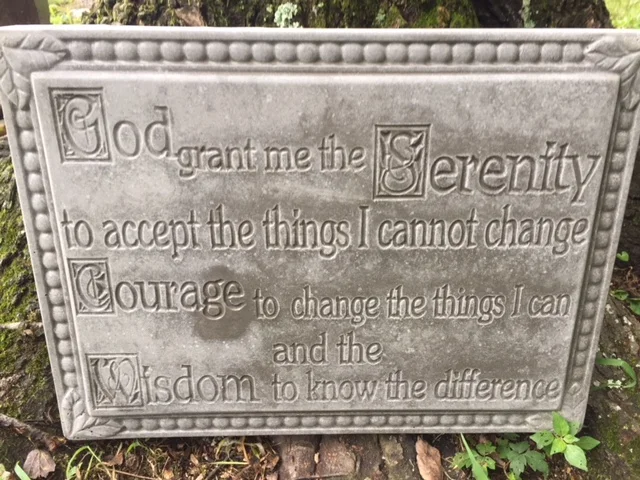 God grant me the Serenity
to accept the things I cannot change
Courage to change the things I can
and the
Wisdom to know the difference